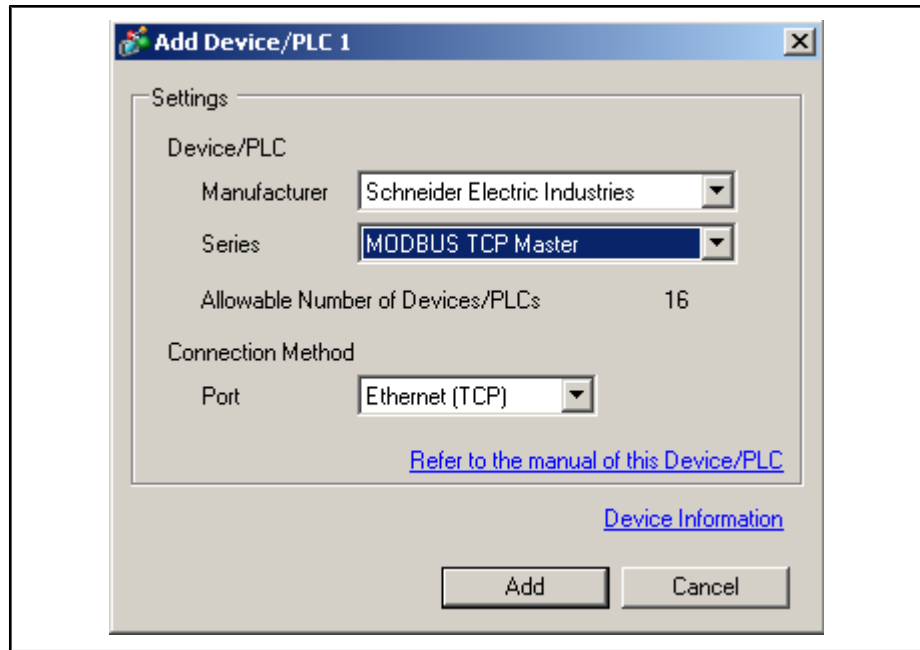 Add Device/PLC 1
Settings
Device/PLC
Manufacturer Schneider Electric Industries
Series MODBUS TCP Master
Allowable Number of Devices/PLCs 16
Connection Method
Port Ethernet (TCP)
Refer to the manual of this Device/PLC
Device Information
Add Cancel